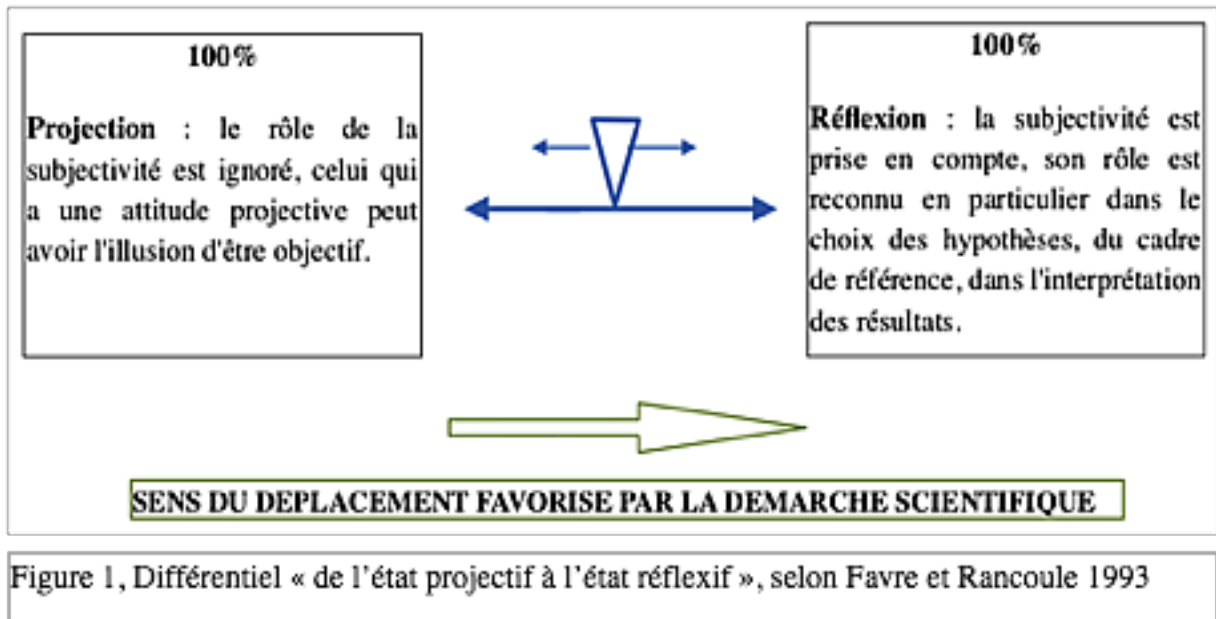 100%
Projection : le rôle de la
subjectivité est ignoré, celui qui
a une attitude projective peut
avoir l'illusion d'être objectif.
100%
Réflexion : la subjectivité est
prise en compte, son rôle est
reconnu en particulier dans le
choix des hypothèses, du cadre
de référence, dans l'interprétation
des résultats.
SENS DU DEPLACEMENT FAVORISE PAR LA DEMARCHE SCIENTIFIQUE
Figure 1, Différentiel « de l'état projectif à l'état réflexif », selon Favre et Rancoule 1993